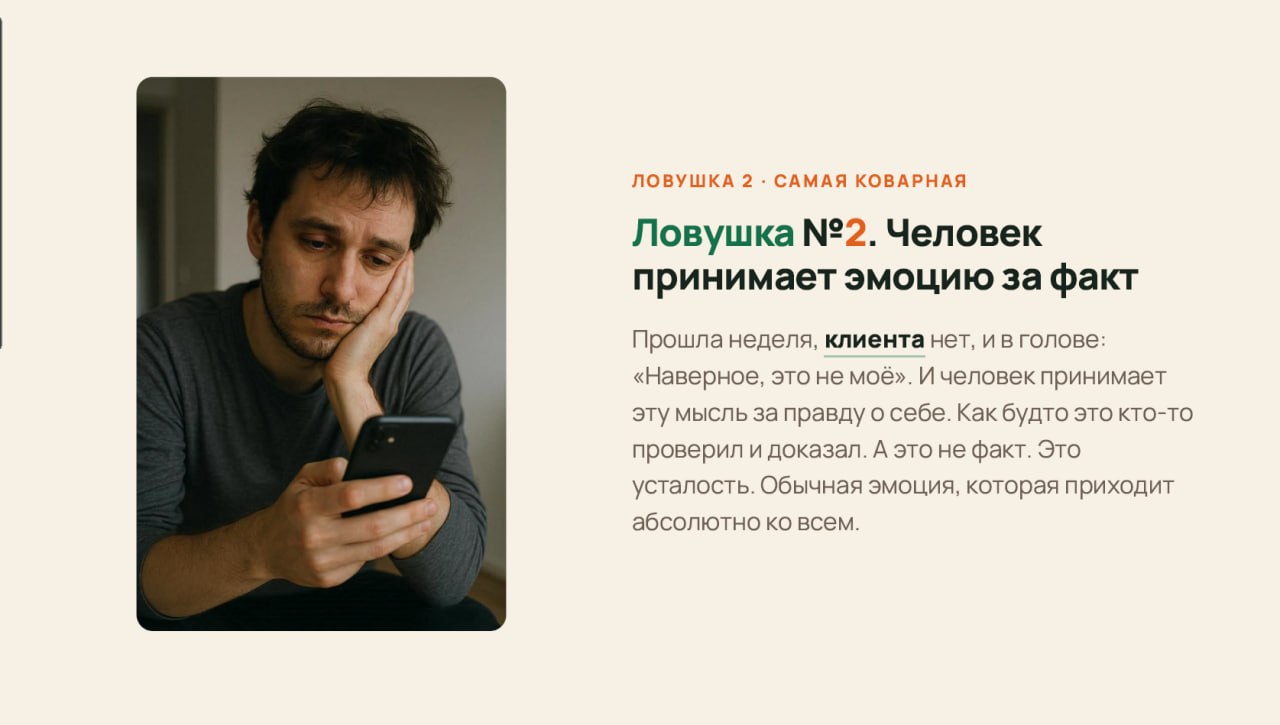 ЛОВУШКА 2 · САМАЯ КОВАРНАЯ
Ловушка №2. Человек
принимает эмоцию за факт
Прошла неделя, клиента нет, и в голове:
«Наверное, это не моё». И человек принимает
эту мысль за правду о себе. Как будто это кто-то
проверил и доказал. А это не факт. Это
усталость. Обычная эмоция, которая приходит
абсолютно ко всем.